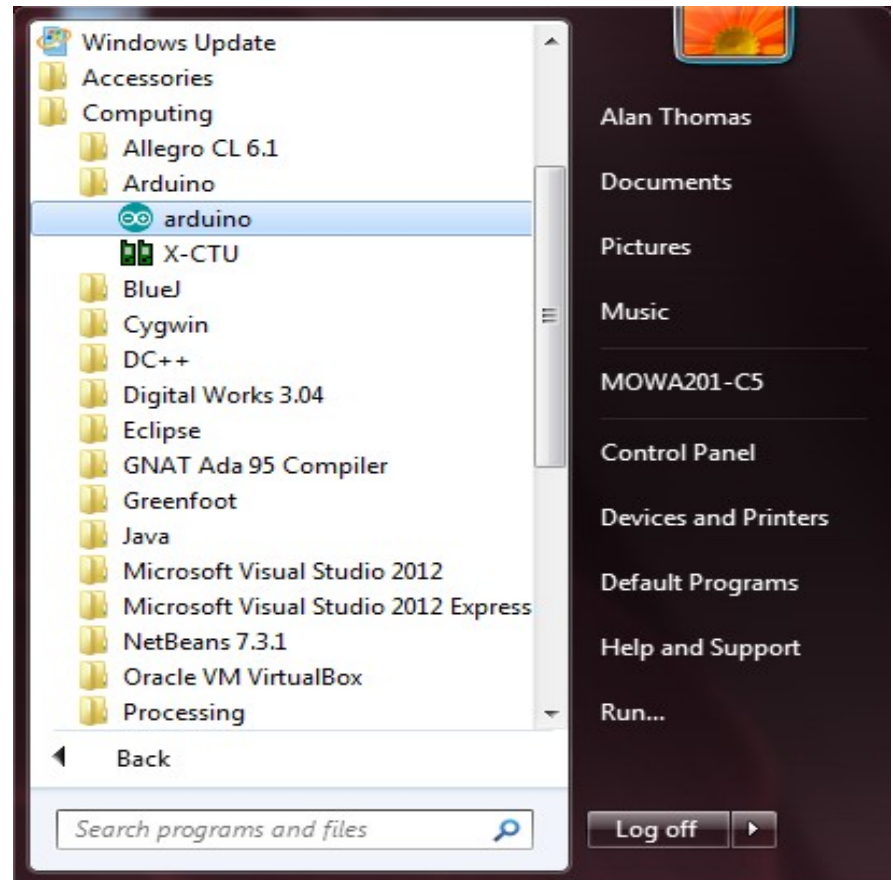 Windows Update
Accessories
Computing
Allegro CL 6.1
Arduino
arduino
X-CTU
BlueJ
Cygwin
DC++
Digital Works 3.04
Eclipse
GNAT Ada 95 Compiler
Greenfoot
Java
Microsoft Visual Studio 2012
Microsoft Visual Studio 2012 Express
NetBeans 7.3.1
Oracle VM VirtualBox
Processing
Back
Search programs and files
Alan Thomas
Documents
Pictures
Music
MOWA201-C5
Control Panel
Devices and Printers
Default Programs
Help and Support
Run...
Log off